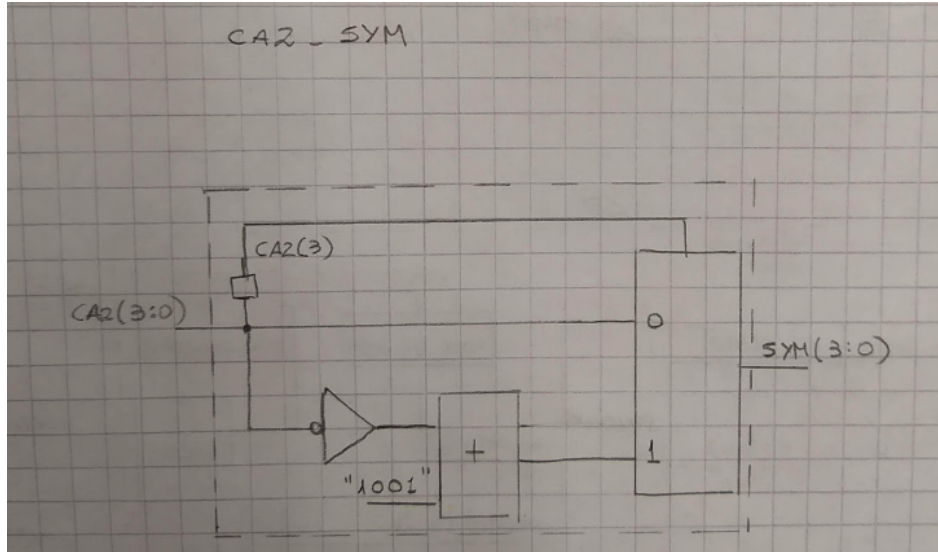 CA2_SYM
CA2(3)
CA2(3:0)
0
SYM(3:0)
+
1
"1001"